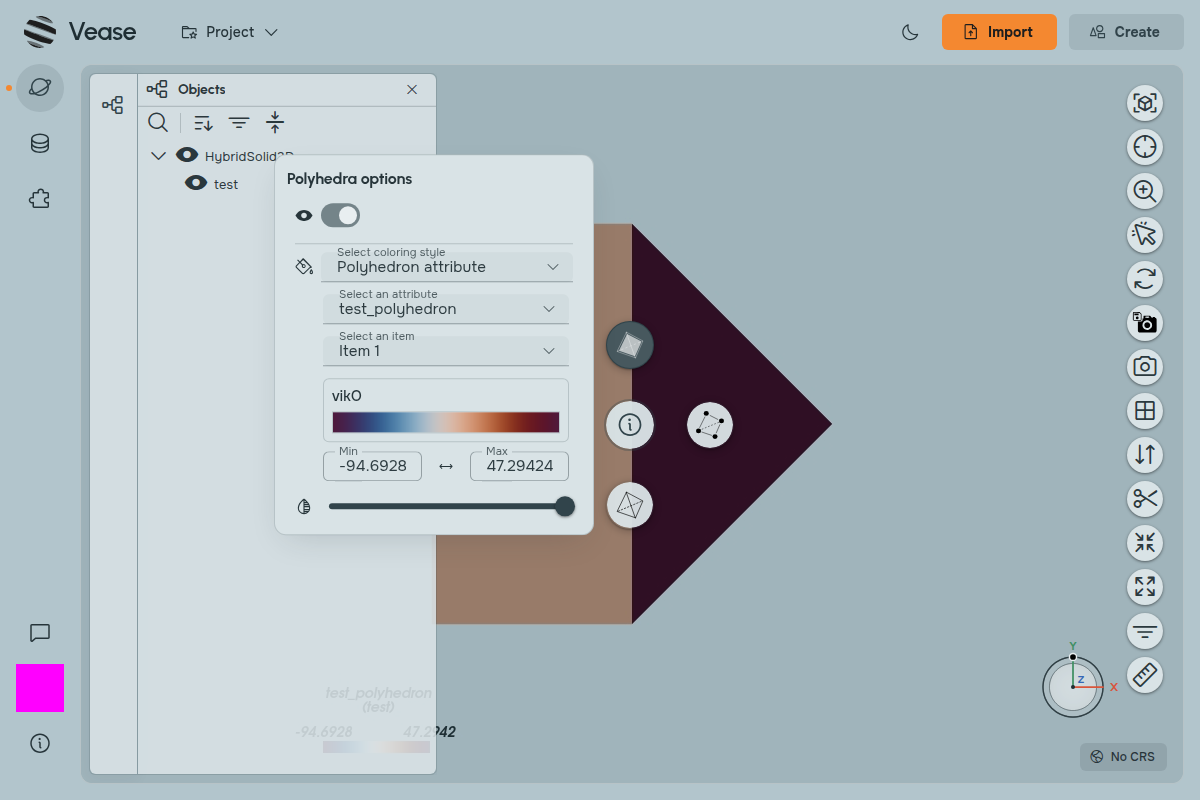 Vease
Project
Import
Create
Objects
HybridSolid3D
test
Polyhedra options
Select coloring style
Polyhedron attribute
Select an attribute
test_polyhedron
Select an item
Item 1
vikO
Min
-94.6928
Max
47.29424
test_polyhedron
(test)
-94.6928
47.2942
Y
Z
X
No CRS